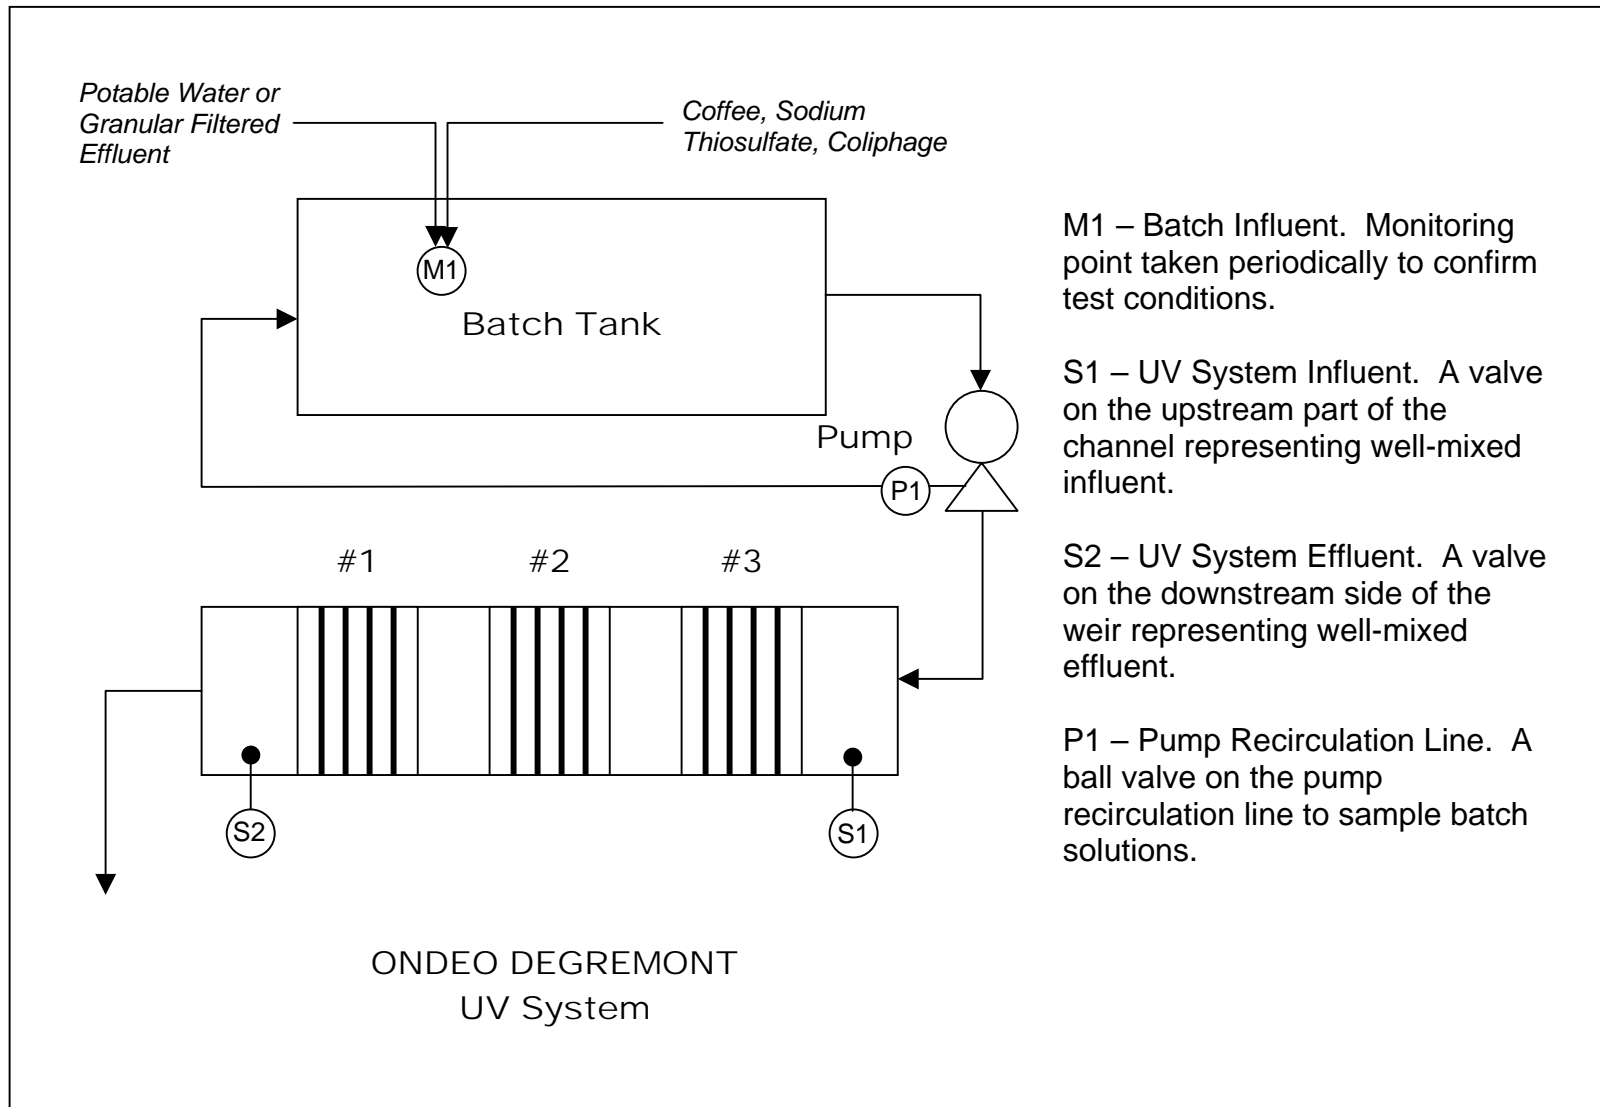 Potable Water or
Granular Filtered
Effluent
Coffee, Sodium
Thiosulfate, Coliphage
M1
Batch Tank
Pump
P1
#1
#2
#3
S2
S1
ONDEO DEGREMONT
UV System
M1 – Batch Influent.  Monitoring
point taken periodically to confirm
test conditions.
S1 – UV System Influent.  A valve
on the upstream part of the
channel representing well-mixed
influent.
S2 – UV System Effluent.  A valve
on the downstream side of the
weir representing well-mixed
effluent.
P1 – Pump Recirculation Line.  A
ball valve on the pump
recirculation line to sample batch
solutions.